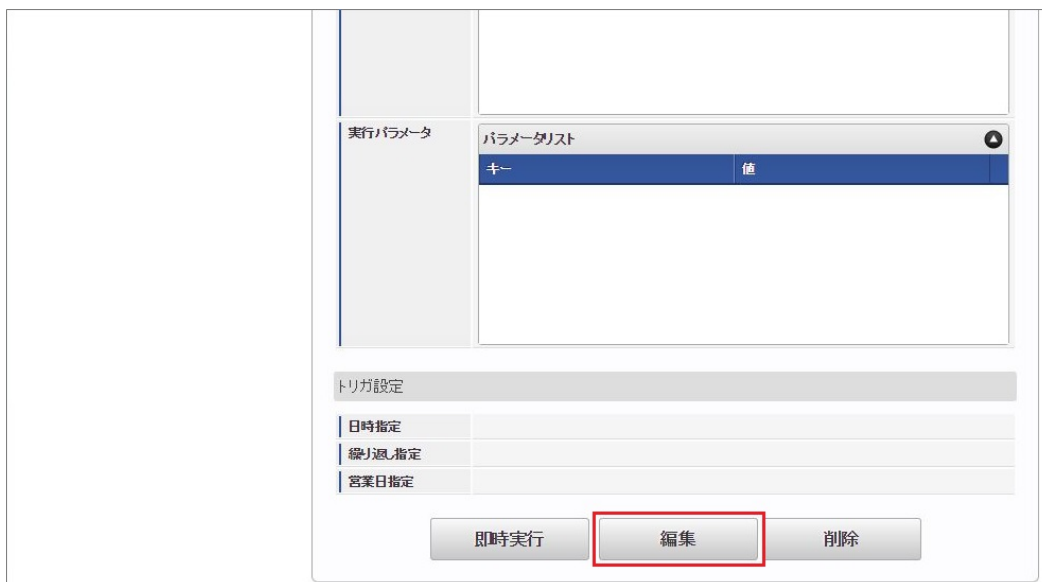 実行パラメータ
パラメータリスト
キー 値
トリガ設定
日時指定
繰り返し指定
営業日指定
即時実行 編集 削除